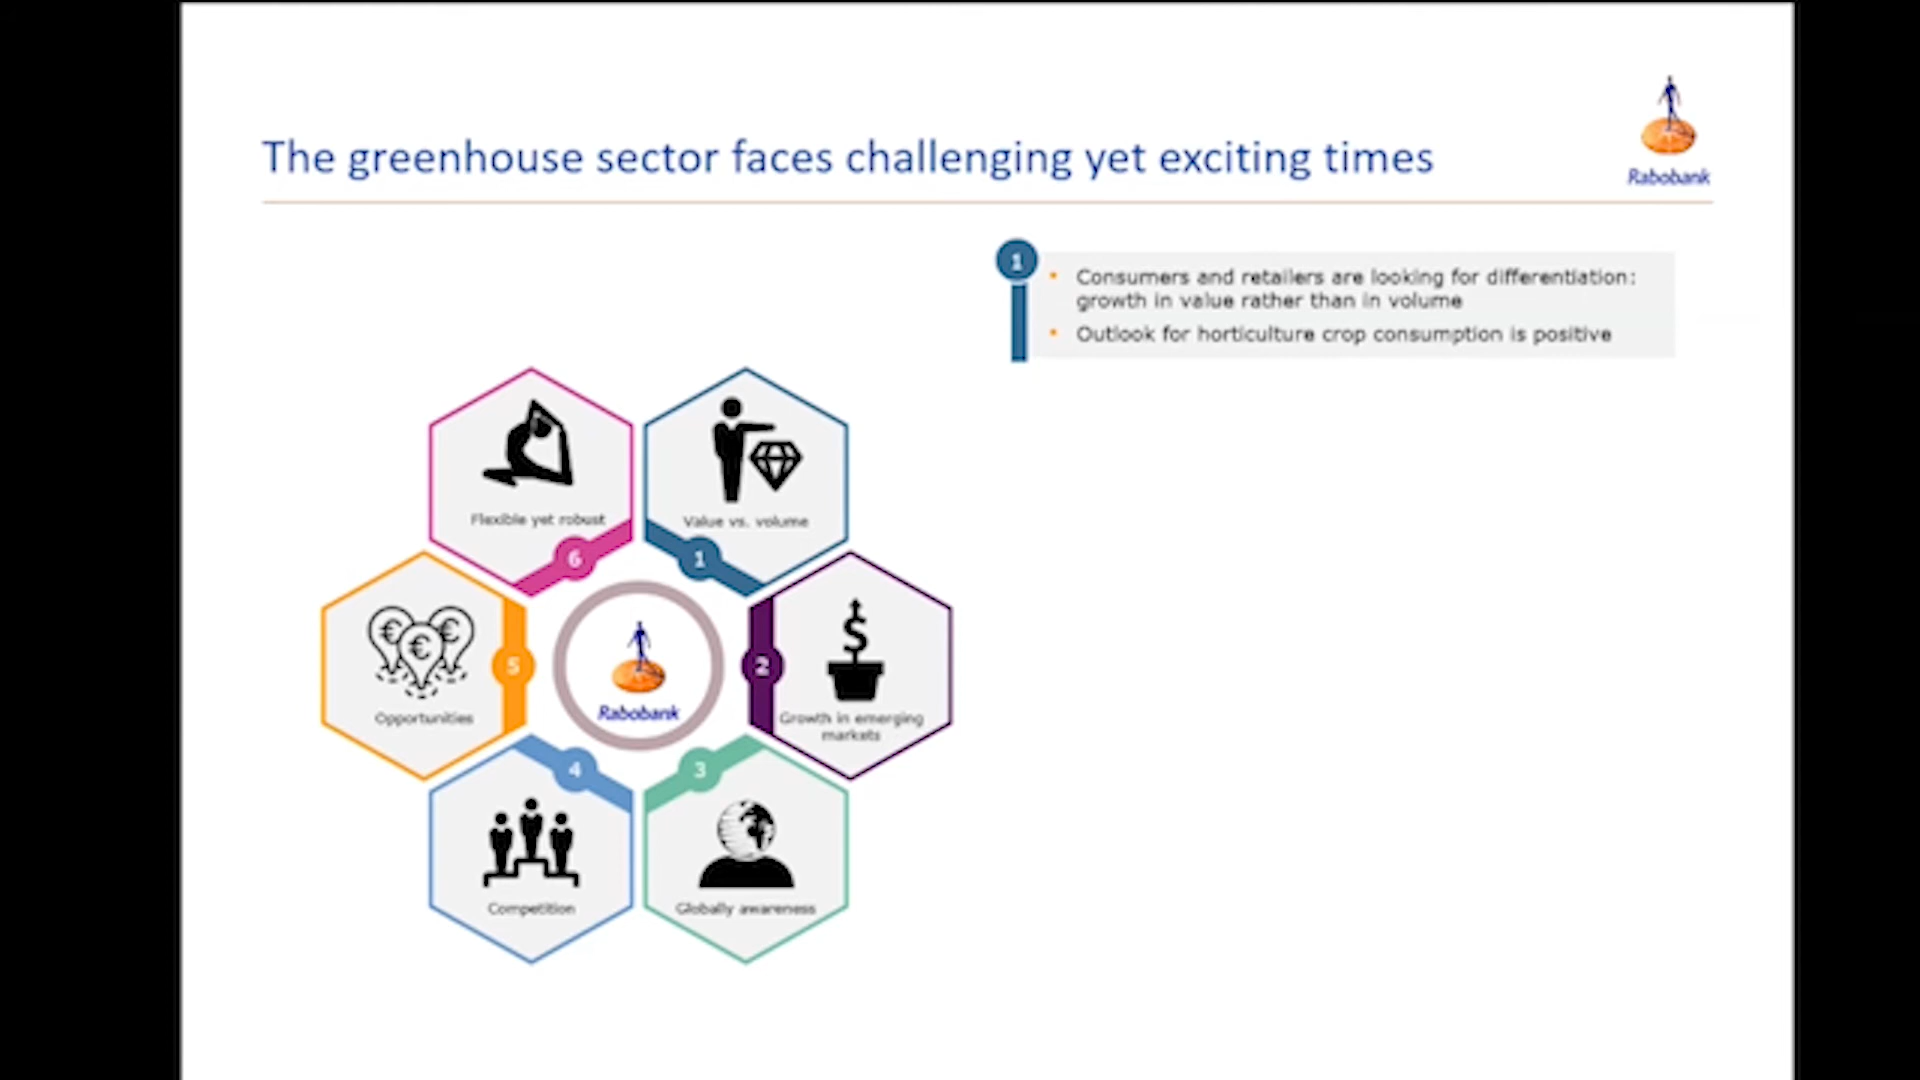 The greenhouse sector faces challenging yet exciting times
Rabobank
1
Consumers and retailers are looking for differentiation:
growth in value rather than in volume
Outlook for horticulture crop consumption is positive
Flexible yet robust
6
Value vs. volume
1
€ € €
Opportunities
5
Rabobank
2
$
Growth in emerging
markets
4
Competition
3
Globally awareness